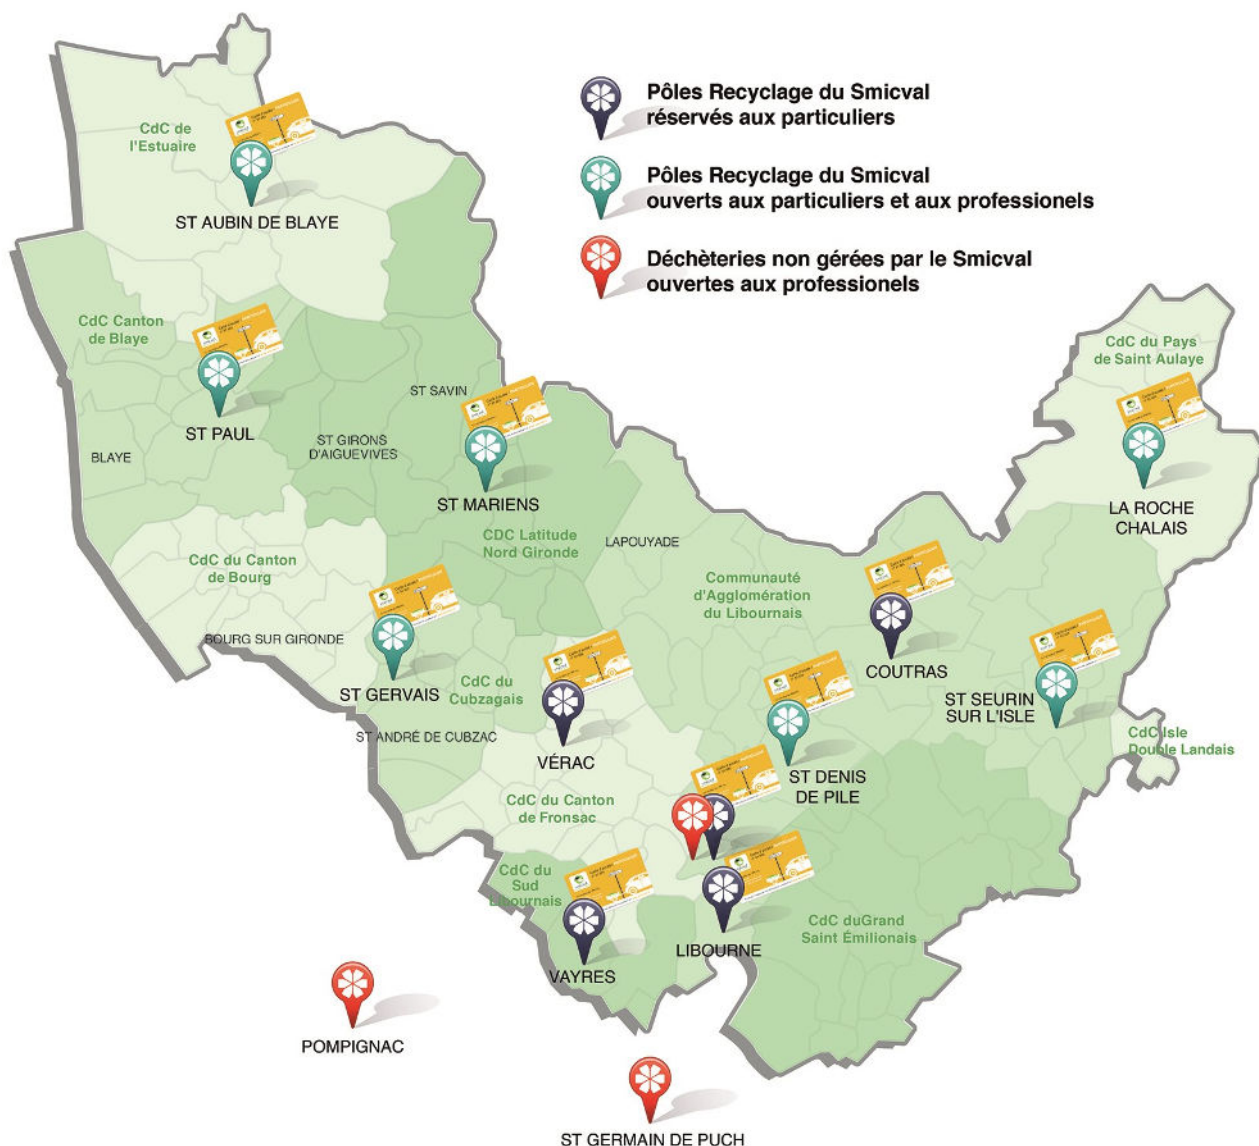 Pôles Recyclage du Smicval
réservés aux particuliers
Pôles Recyclage du Smicval
ouverts aux particuliers et aux professionels
Déchèteries non gérées par le Smicval
ouvertes aux professionels
CdC de
l'Estuaire
ST AUBIN DE BLAYE
CdC Canton
de Blaye
CdC du Pays
de Saint Aulaye
ST SAVIN
ST PAUL
ST GIRONS
D'AIGUEVIVES
BLAYE
ST MARIENS
LA ROCHE
CHALAIS
CDC Latitude
Nord Gironde
LAPOUYADE
CdC du Canton
de Bourg
Communauté
d'Agglomération
du Libournais
BOURG SUR GIRONDE
COUTRAS
ST GERVAIS
CdC du
Cubzagais
ST SEURIN
SUR L'ISLE
ST ANDRÉ DE CUBZAC
CdC Isle
Double Landais
VÉRAC
ST DENIS
DE PILE
CdC du Canton
de Fronsac
CdC du
Sud
Libournais
CdC duGrand
Saint Émilionais
LIBOURNE
VAYRES
POMPIGNAC
ST GERMAIN DE PUCH